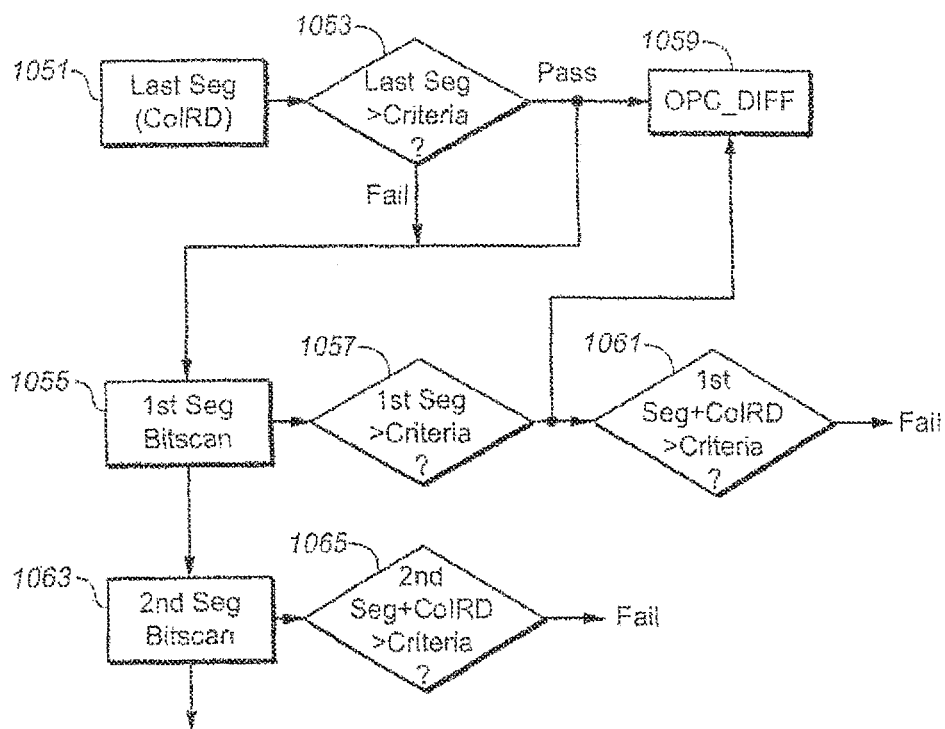 1051
Last Seg
(ColRD)
1053
Last Seg
>Criteria
?
Pass
Fail
1059
OPC_DIFF
1055
1st Seg
Bitscan
1057
1st Seg
>Criteria
?
1061
1st
Seg+ColRD
>Criteria
?
Fail
1063
2nd Seg
Bitscan
1065
2nd
Seg+ColRD
>Criteria
?
Fail